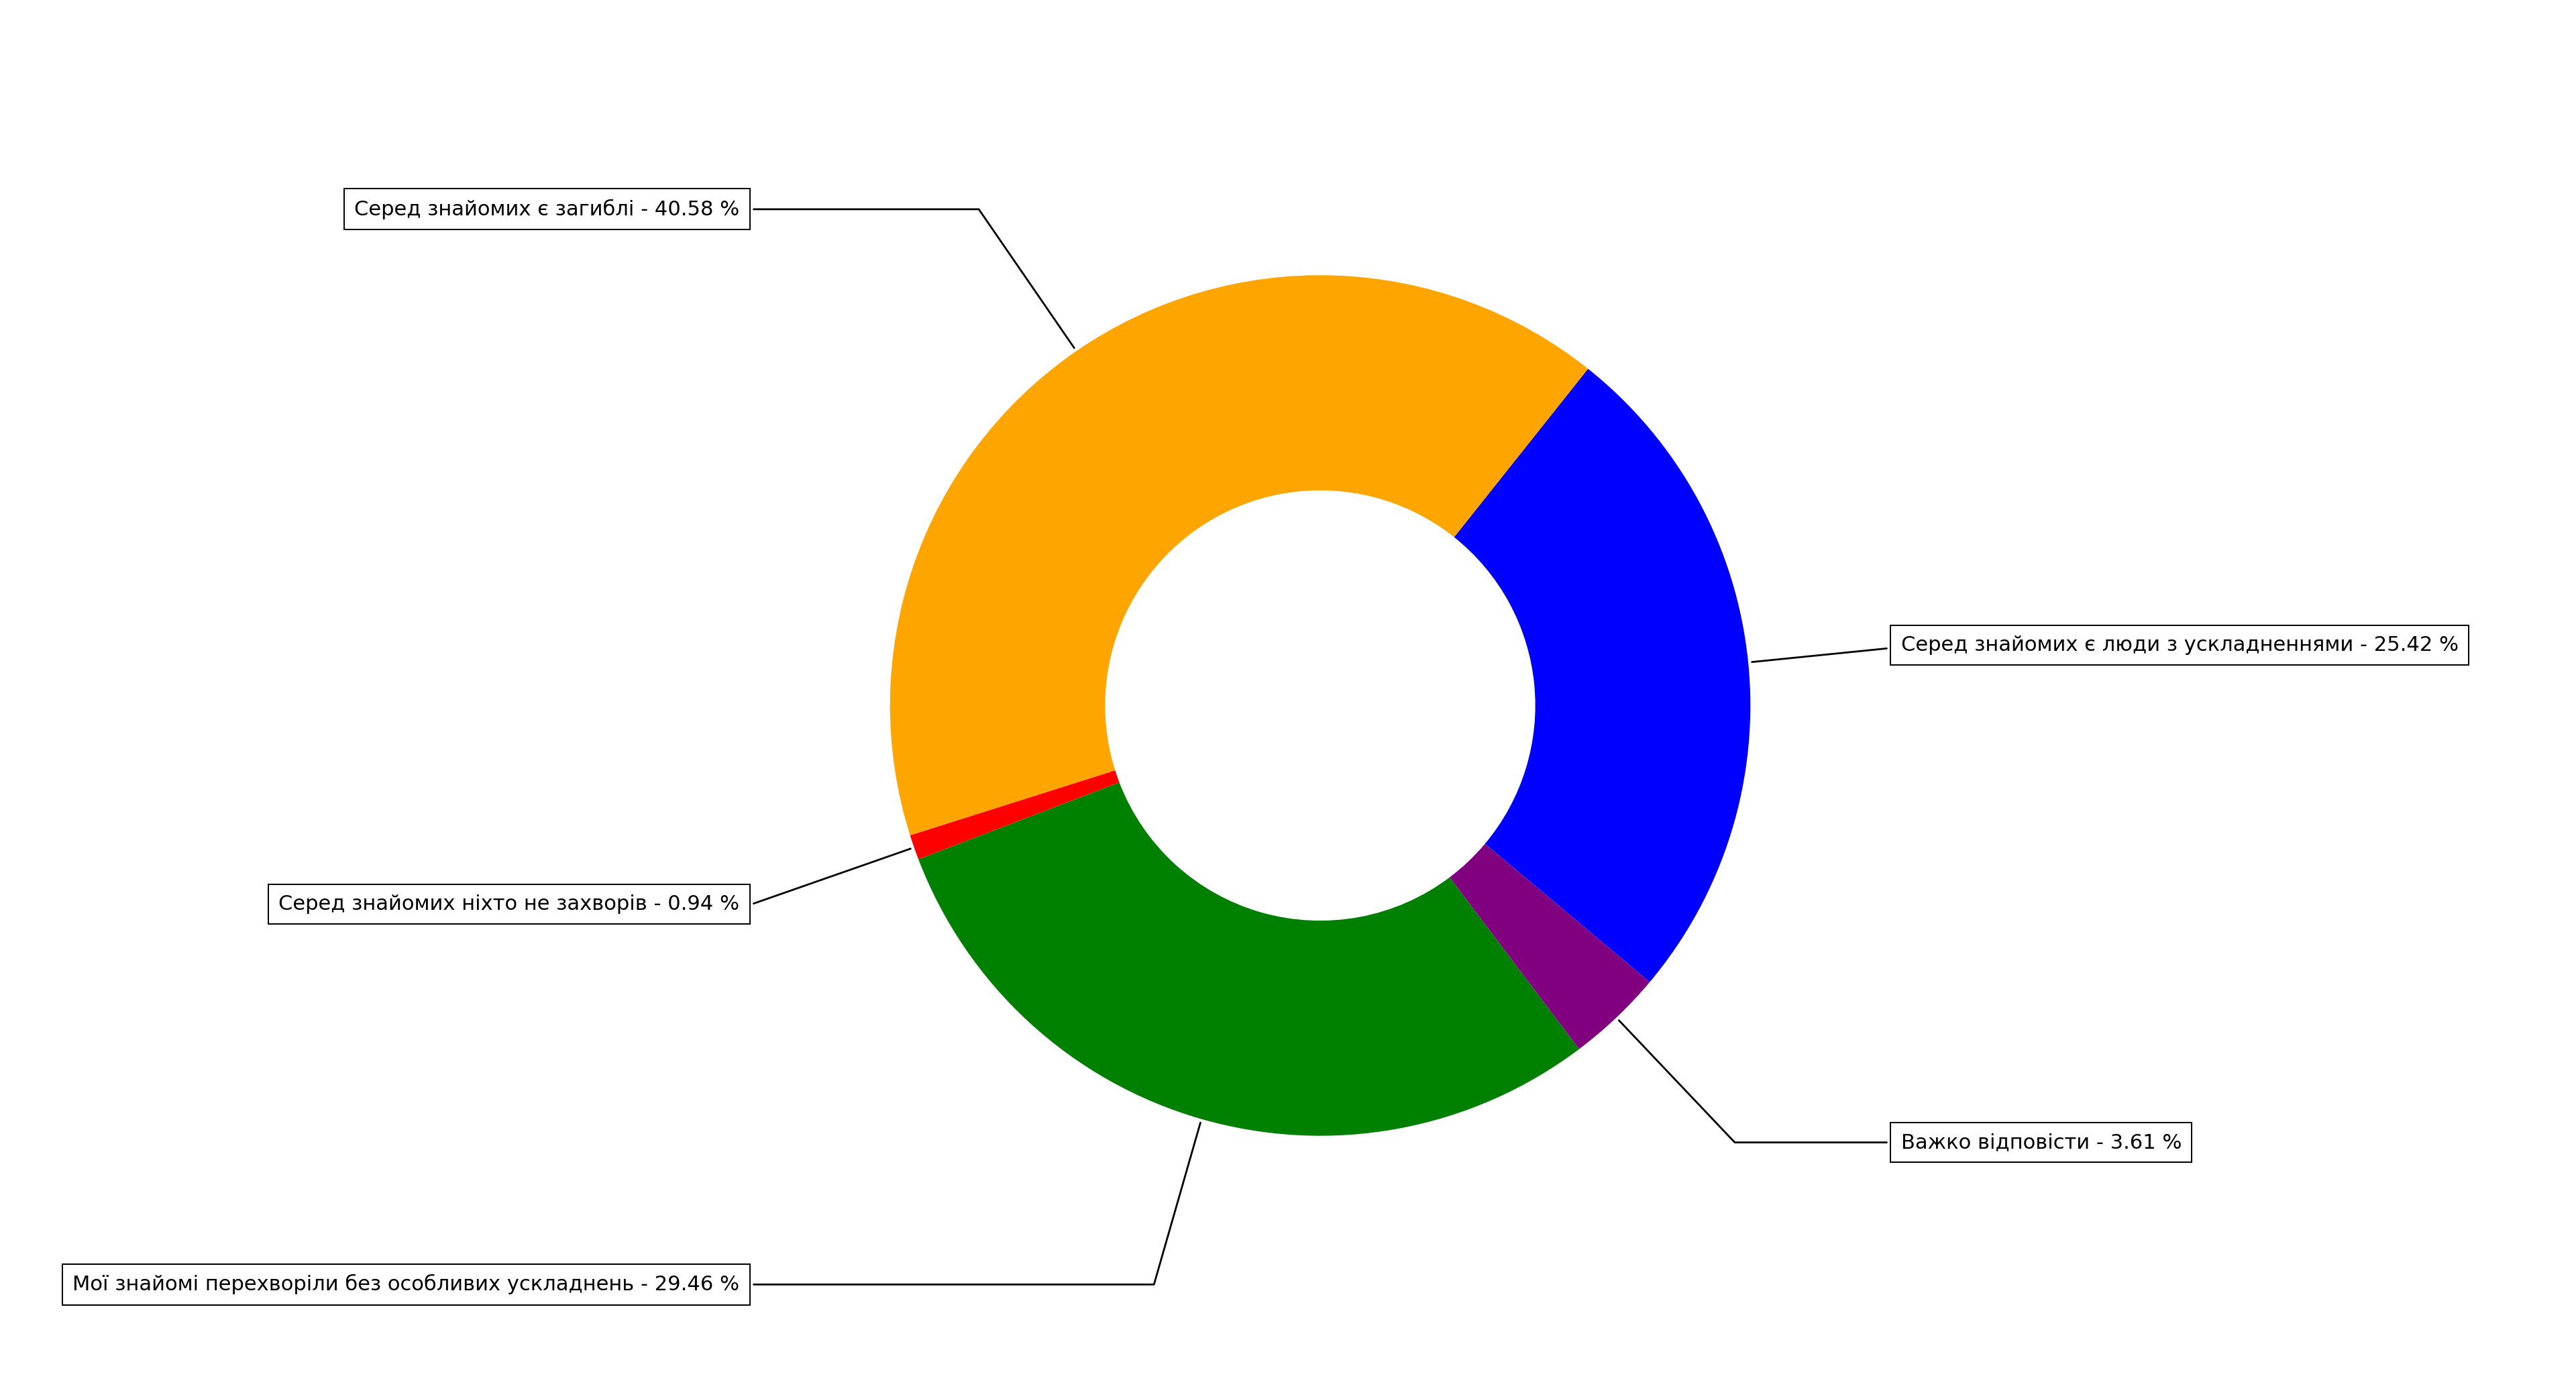 Серед знайомих є загиблі - 40.58 %
Серед знайомих є люди з ускладненнями - 25.42 %
Серед знайомих ніхто не захворів - 0.94 %
Важко відповісти - 3.61 %
Мої знайомі перехворіли без особливих ускладнень - 29.46 %